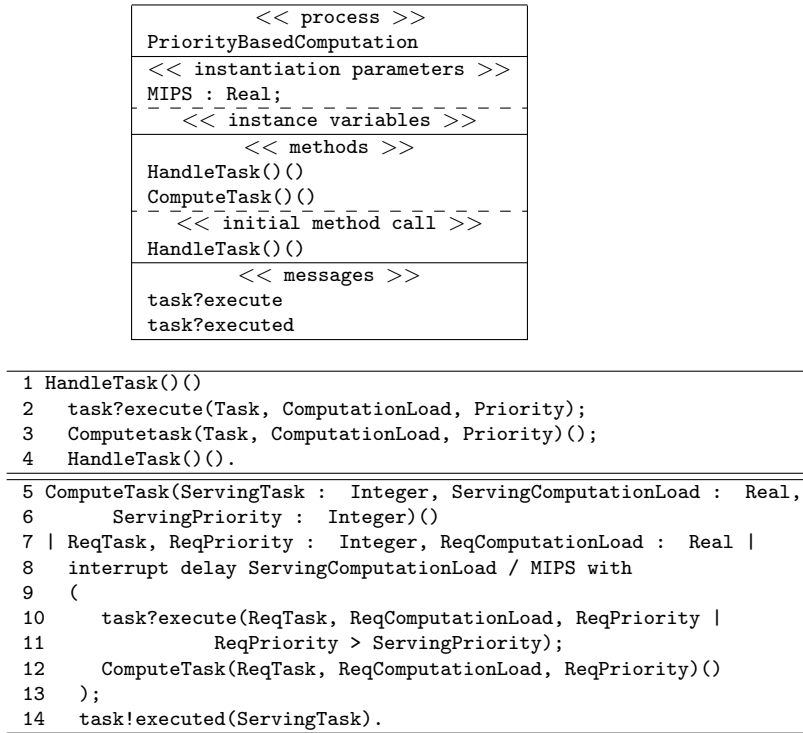 << process >>
PriorityBasedComputation
<< instantiation parameters >>
MIPS : Real;
<< instance variables >>
<< methods >>
HandleTask()()
ComputeTask()()
<< initial method call >>
HandleTask()()
<< messages >>
task?execute
task?executed
1 HandleTask()()
2 task?execute(Task, ComputationLoad, Priority);
3 Computetask(Task, ComputationLoad, Priority)();
4 HandleTask()().
5 ComputeTask(ServingTask : Integer, ServingComputationLoad : Real,
6 ServingPriority : Integer)()
7 | ReqTask, ReqPriority : Integer, ReqComputationLoad : Real |
8 interrupt delay ServingComputationLoad / MIPS with
9 (
10 task?execute(ReqTask, ReqComputationLoad, ReqPriority |
11 ReqPriority > ServingPriority);
12 ComputeTask(ReqTask, ReqComputationLoad, ReqPriority)()
13 );
14 task!executed(ServingTask).